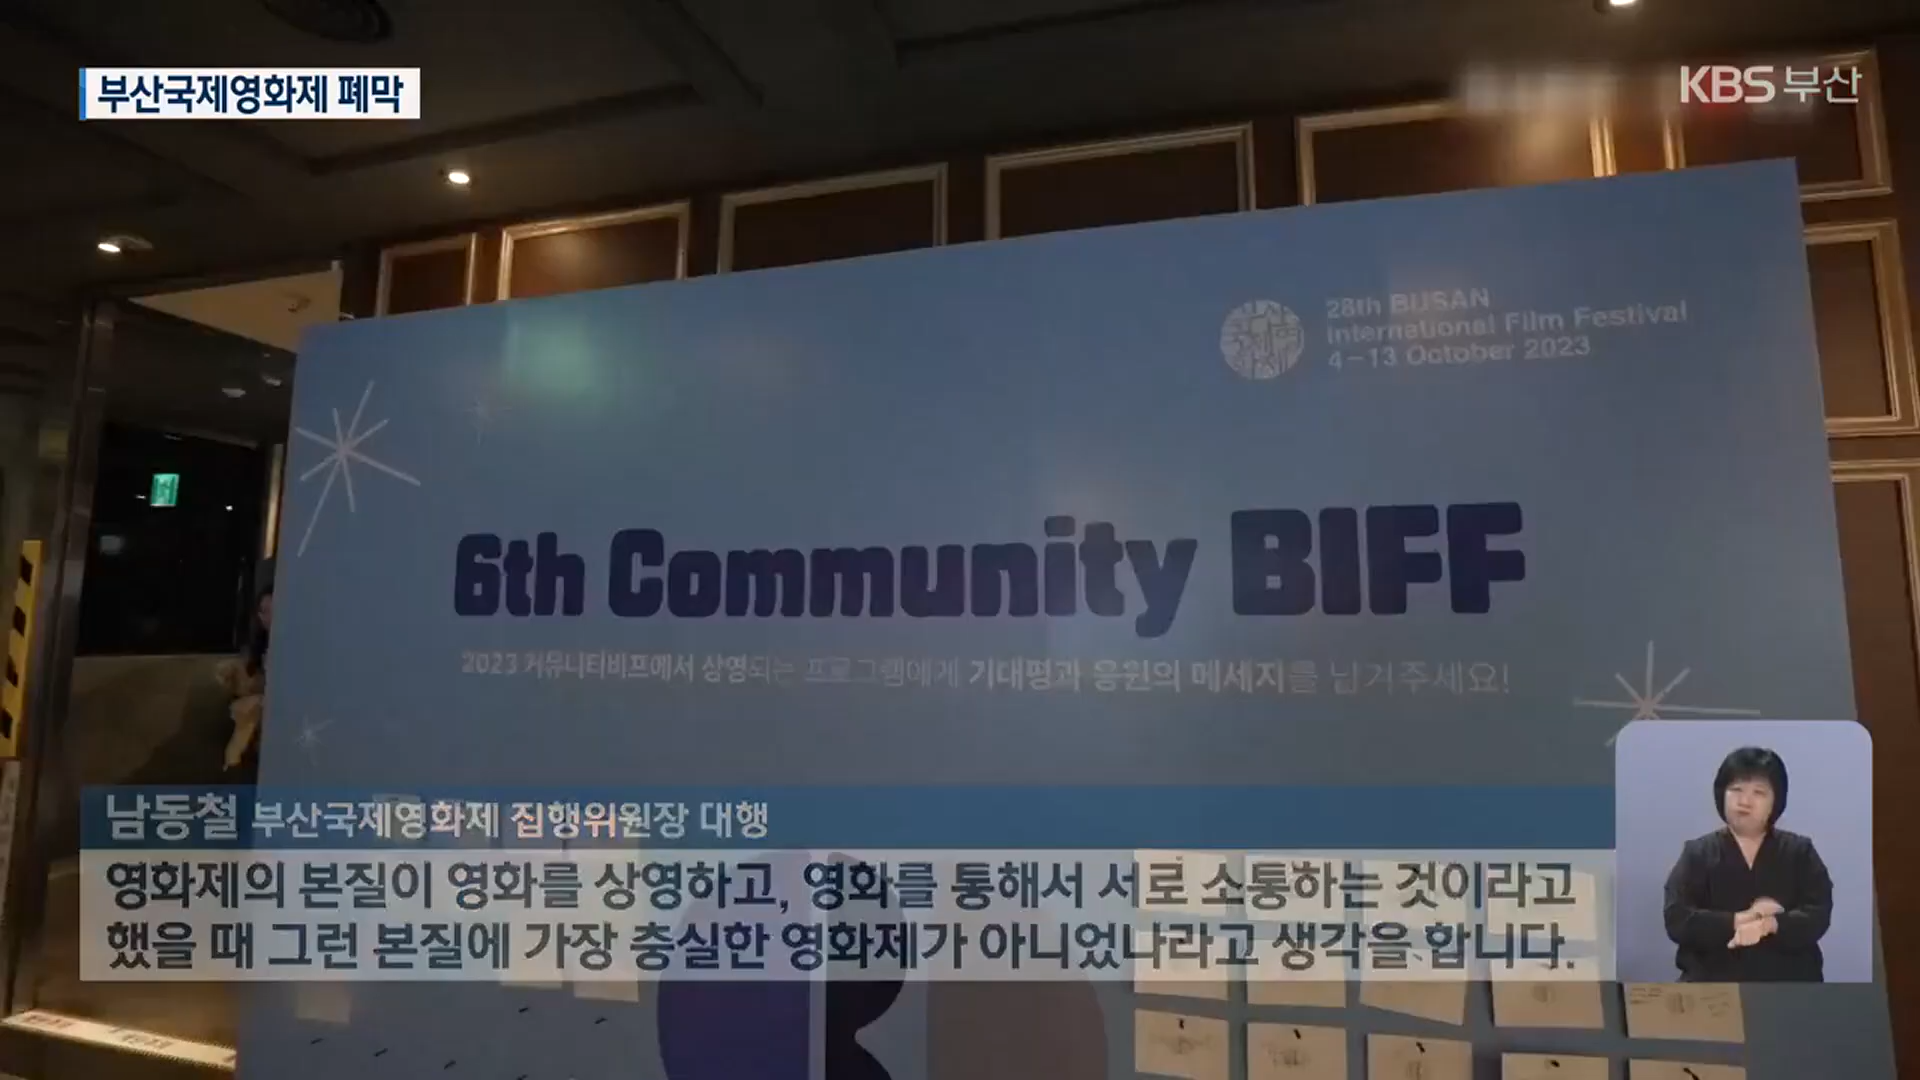 부산국제영화제 폐막
KBS 부산
28th BUSAN
International Film Festival
4-13 October 2023
6th Community BIFF
2023 커뮤니티비프에서 상영되는 프로그램에게 기대평과 응원의 메세지를 남겨주세요!
남동철 부산국제영화제 집행위원장 대행
영화제의 본질이 영화를 상영하고, 영화를 통해서 서로 소통하는 것이라고
했을 때 그런 본질에 가장 충실한 영화제가 아니었나라고 생각을 합니다.